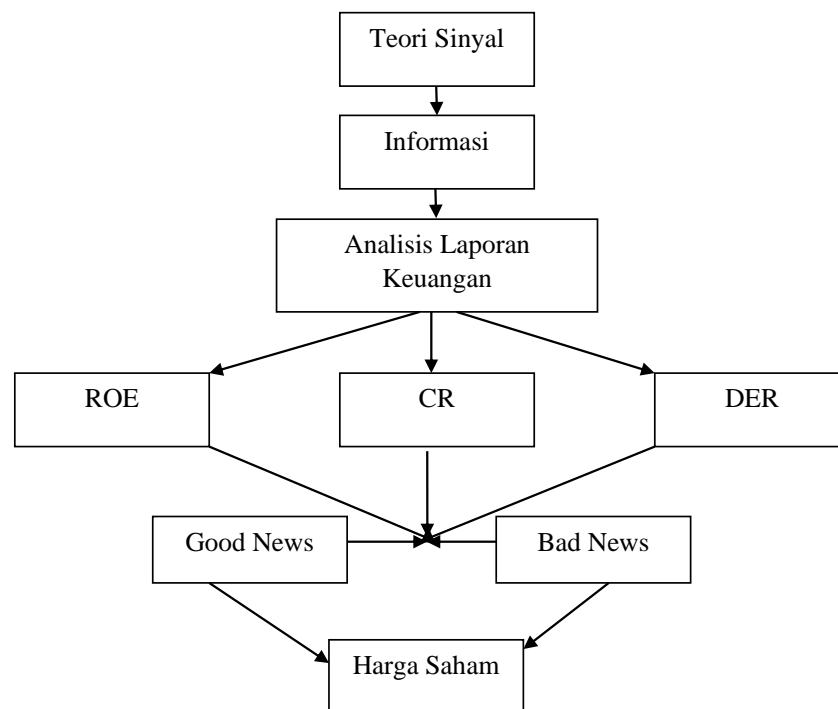 Teori Sinyal
Informasi
Analisis Laporan
Keuangan
ROE
CR
DER
Good News
Bad News
Harga Saham